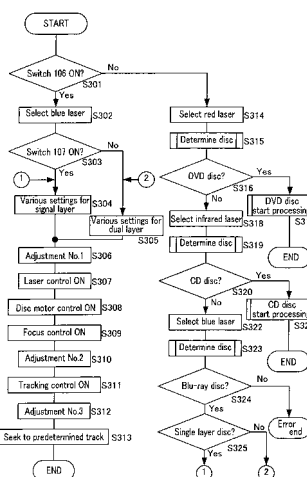 START
Switch 106 ON?
S301
No
Yes
Select blue laser
S302
Switch 107 ON?
S303
No
Yes
1
2
Various settings for
signal layer
S304
Various settings for
dual layer
S305
Adjustment No.1
S306
Laser control ON
S307
Disc motor control ON
S308
Focus control ON
S309
Adjustment No.2
S310
Tracking control ON
S311
Adjustment No.3
S312
Seek to predetermined track
S313
END
Select red laser
S314
Determine disc
S315
DVD disc?
S316
Yes
No
DVD disc
start processing
END
Select infrared laser
S318
Determine disc
S319
CD disc?
S320
Yes
No
CD disc
start processing
END
Select blue laser
S322
Determine disc
S323
Blu-ray disc?
S324
No
Yes
Error
end
Single layer disc?
S325
Yes
No
1
2